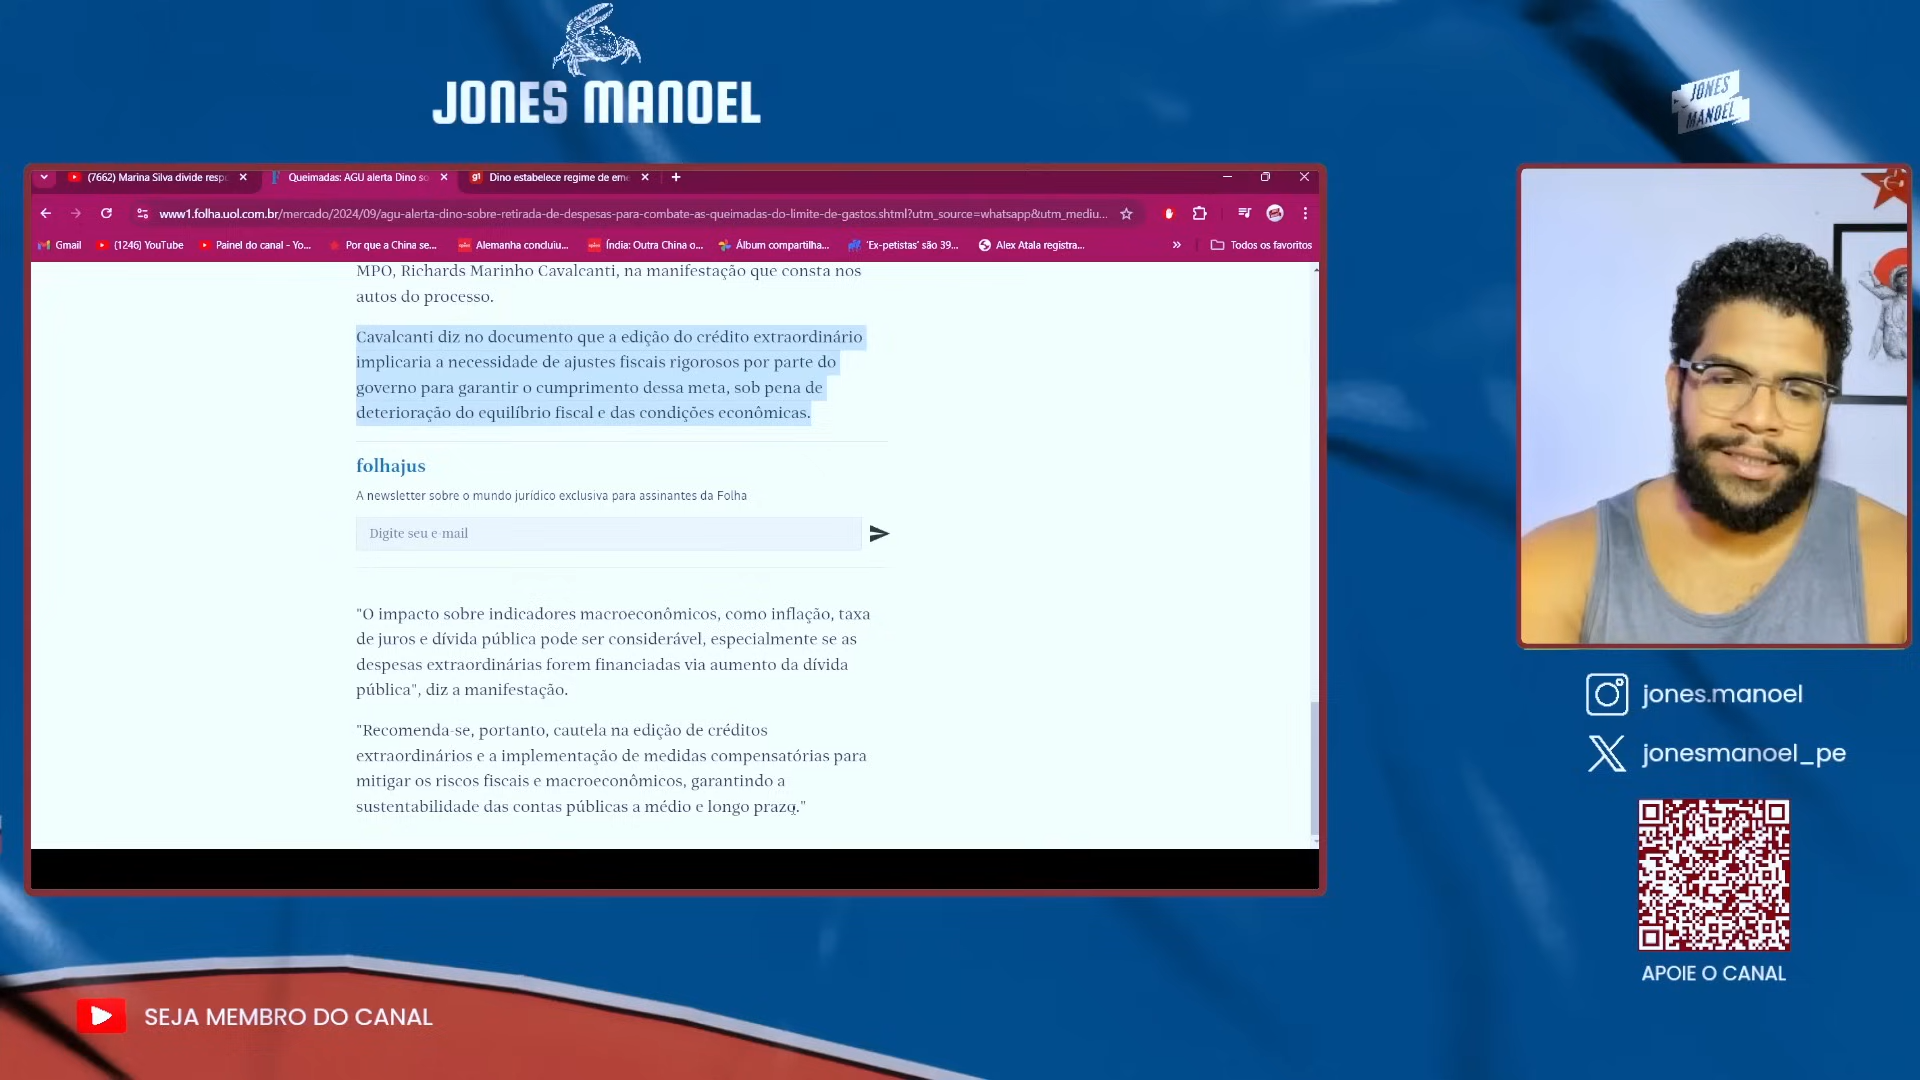 JONES MANOEL
JONES
MANOEL
(7662) Marina Silva divide resp
Queimadas: AGU alerta Dino so
g1 Dino estabelece regime de eme
www1.folha.uol.com.br/mercado/2024/09/agu-alerta-dino-sobre-retirada-de-despesas-para-combate-as-queimadas-do-limite-de-gastos.shtml?utm_source=whatsapp&utm_mediu...
Gmail
(1246) YouTube
Painel do canal - Yo...
Por que a China se...
Alemanha concluiu...
Índia: Outra China o...
Álbum compartilha...
'Ex-petistas' são 39...
Alex Atala registra...
»
Todos os favoritos
MPO, Richards Marinho Cavalcanti, na manifestação que consta nos
autos do processo.
Cavalcanti diz no documento que a edição do crédito extraordinário
implicaria a necessidade de ajustes fiscais rigorosos por parte do
governo para garantir o cumprimento dessa meta, sob pena de
deterioração do equilíbrio fiscal e das condições econômicas.
folhajus
A newsletter sobre o mundo jurídico exclusiva para assinantes da Folha
Digite seu e-mail
"O impacto sobre indicadores macroeconômicos, como inflação, taxa
de juros e dívida pública pode ser considerável, especialmente se as
despesas extraordinárias forem financiadas via aumento da dívida
pública", diz a manifestação.
"Recomenda-se, portanto, cautela na edição de créditos
extraordinários e a implementação de medidas compensatórias para
mitigar os riscos fiscais e macroeconômicos, garantindo a
sustentabilidade das contas públicas a médio e longo prazo."
jones.manoel
jonesmanoel_pe
APOIE O CANAL
SEJA MEMBRO DO CANAL